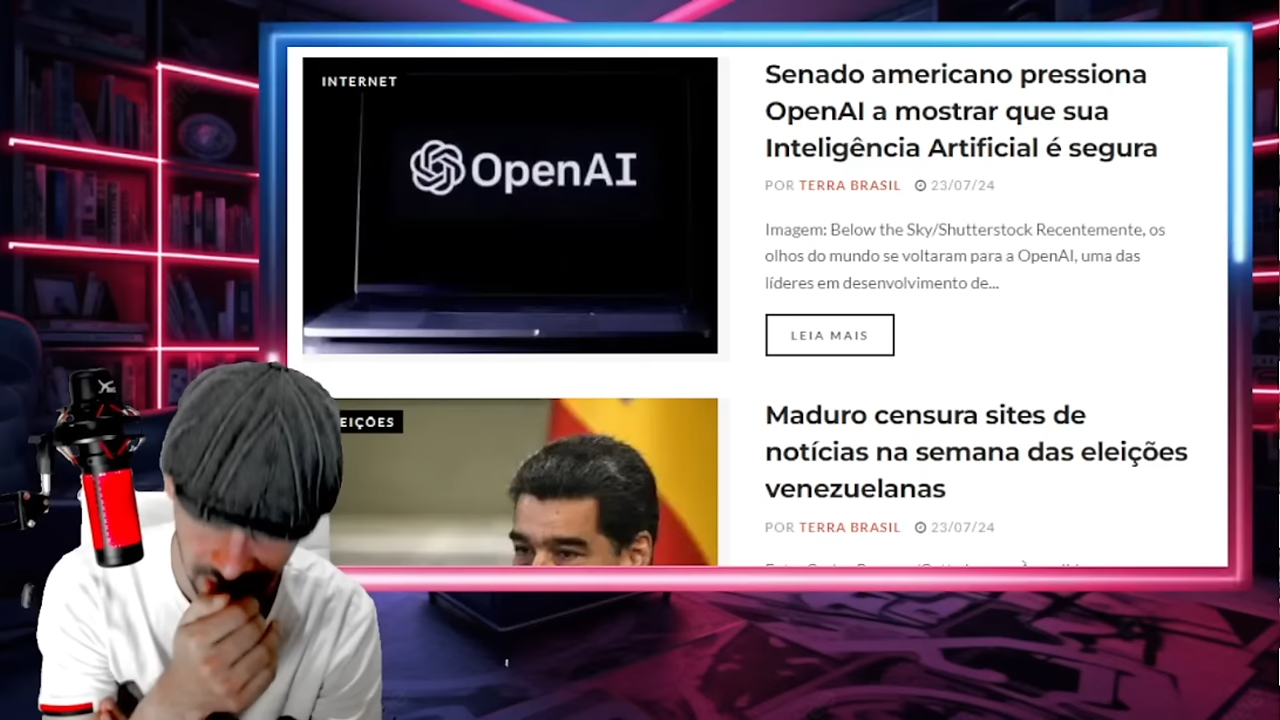 INTERNET
OpenAI
Senado americano pressiona
OpenAI a mostrar que sua
Inteligência Artificial é segura
POR TERRA BRASIL 23/07/24
Imagem: Below the Sky/Shutterstock Recentemente, os
olhos do mundo se voltaram para a OpenAI, uma das
líderes em desenvolvimento de...
LEIA MAIS
EIÇÕES
Maduro censura sites de
notícias na semana das eleições
venezuelanas
POR TERRA BRASIL 23/07/24